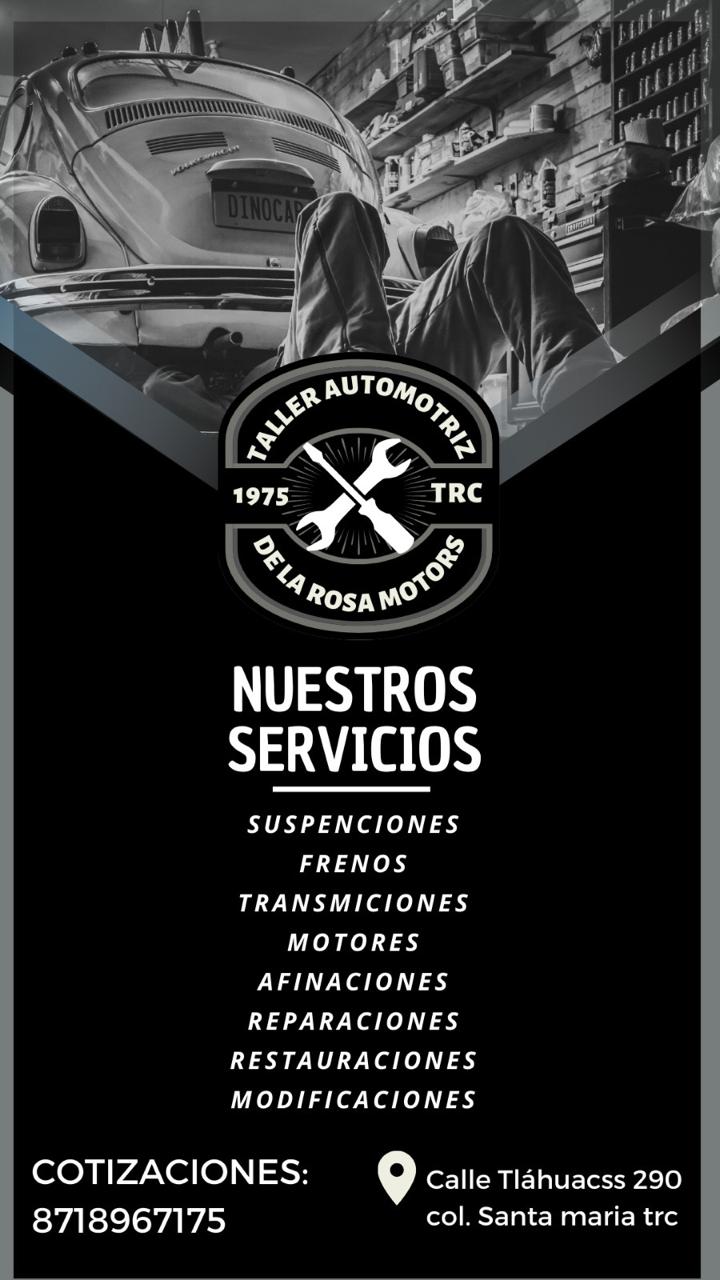 DINOCAR
TALLER AUTOMOTRIZ
1975
TRC
DE LA ROSA MOTORS
NUESTROS
SERVICIOS
SUSPENCIONES
FRENOS
TRANSMICIONES
MOTORES
AFINACIONES
REPARACIONES
RESTAURACIONES
MODIFICACIONES
COTIZACIONES:
8718967175
Calle Tláhuacss 290
col. Santa maria trc